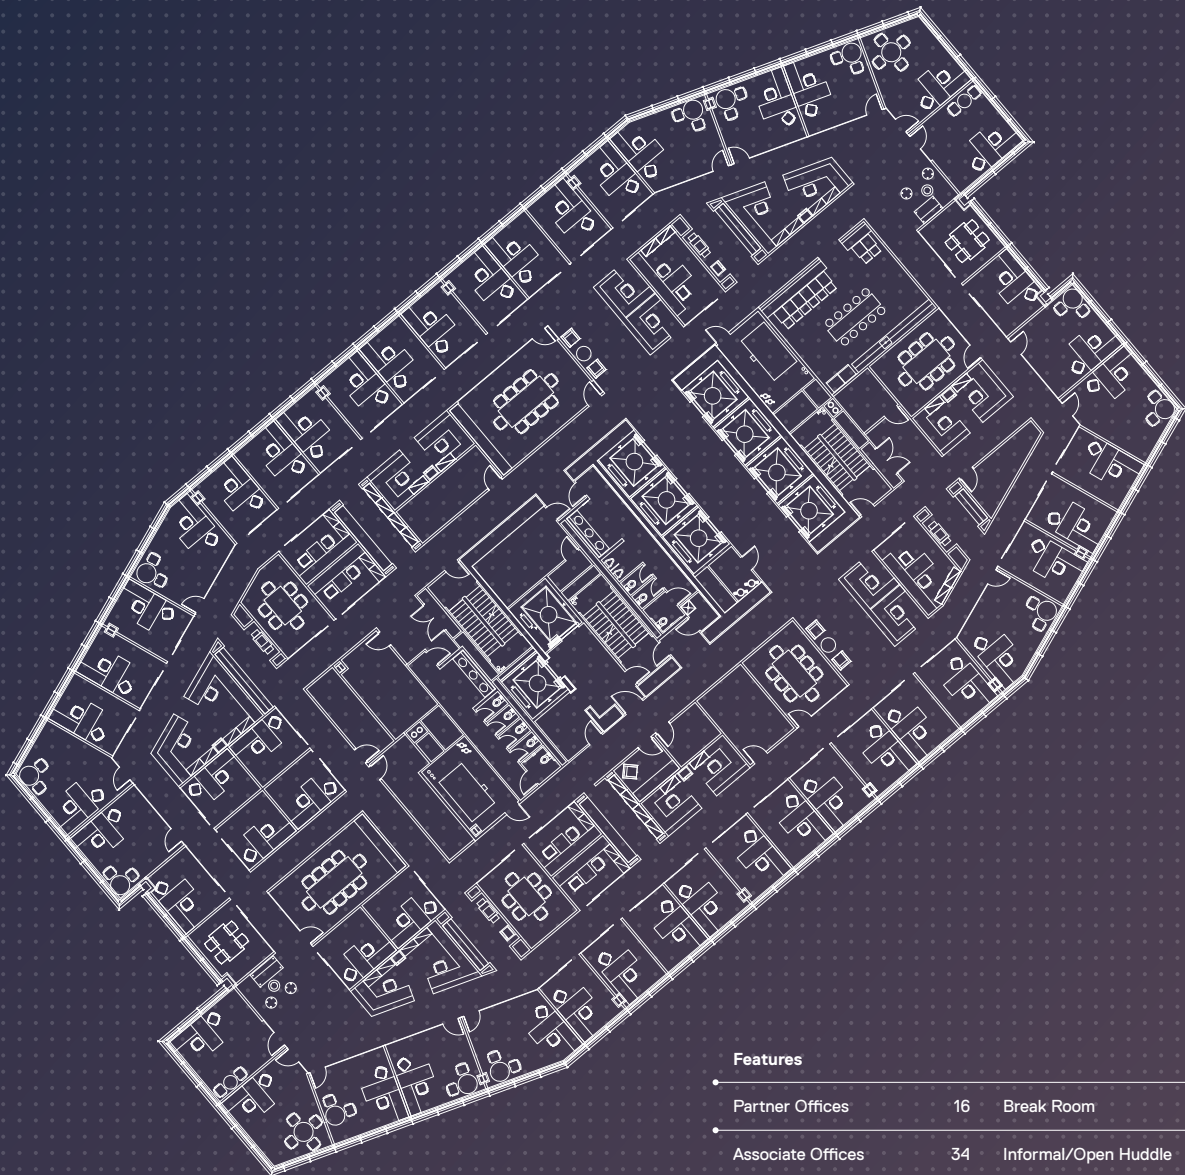 Features
Partner Offices 16 Break Room
Associate Offices 34 Informal/Open Huddle